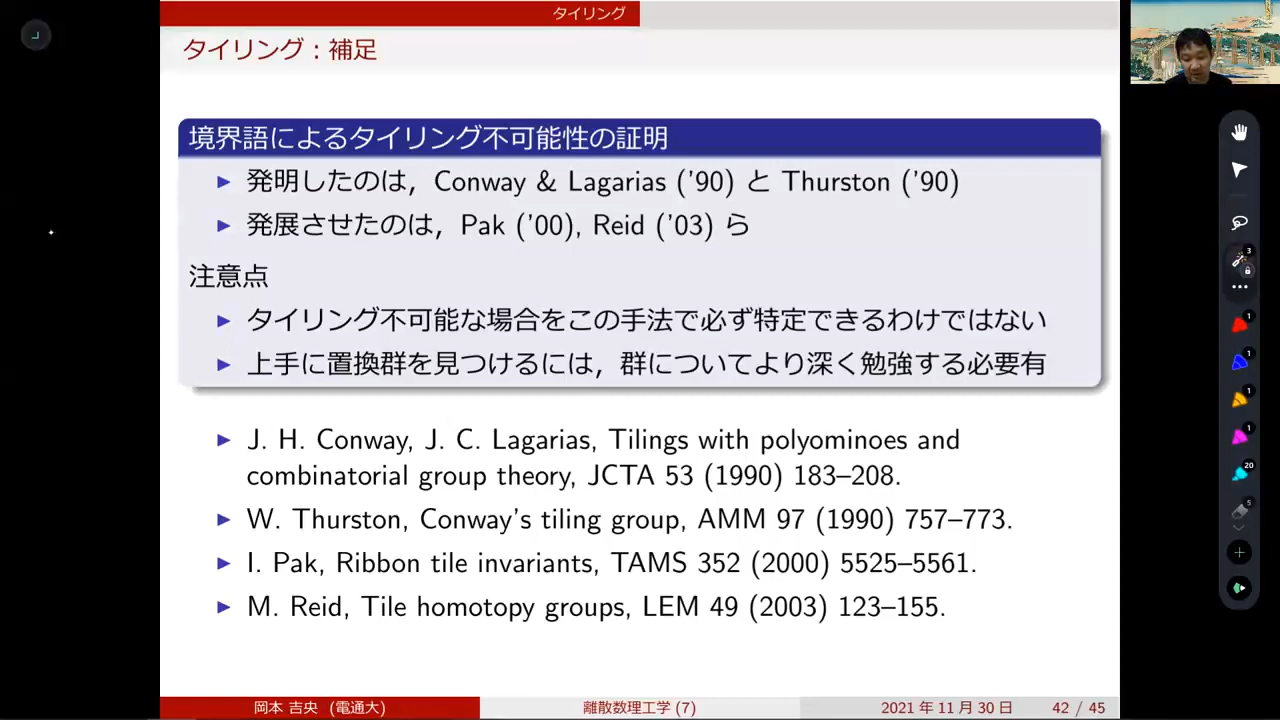 タイリング
タイリング：補足
境界語によるタイリング不可能性の証明
▶ 発明したのは，Conway & Lagarias ('90) と Thurston ('90)
▶ 発展させたのは，Pak ('00), Reid ('03) ら
注意点
▶ タイリング不可能な場合をこの手法で必ず特定できるわけではない
▶ 上手に置換群を見つけるには，群についてより深く勉強する必要有
▶ J. H. Conway, J. C. Lagarias, Tilings with polyominoes and
combinatorial group theory, JCTA 53 (1990) 183–208.
▶ W. Thurston, Conway's tiling group, AMM 97 (1990) 757–773.
▶ I. Pak, Ribbon tile invariants, TAMS 352 (2000) 5525–5561.
▶ M. Reid, Tile homotopy groups, LEM 49 (2003) 123–155.
岡本 吉央 (電通大)
離散数理工学 (7)
2021 年 11 月 30 日
42 / 45
3
1
1
1
1
20
5